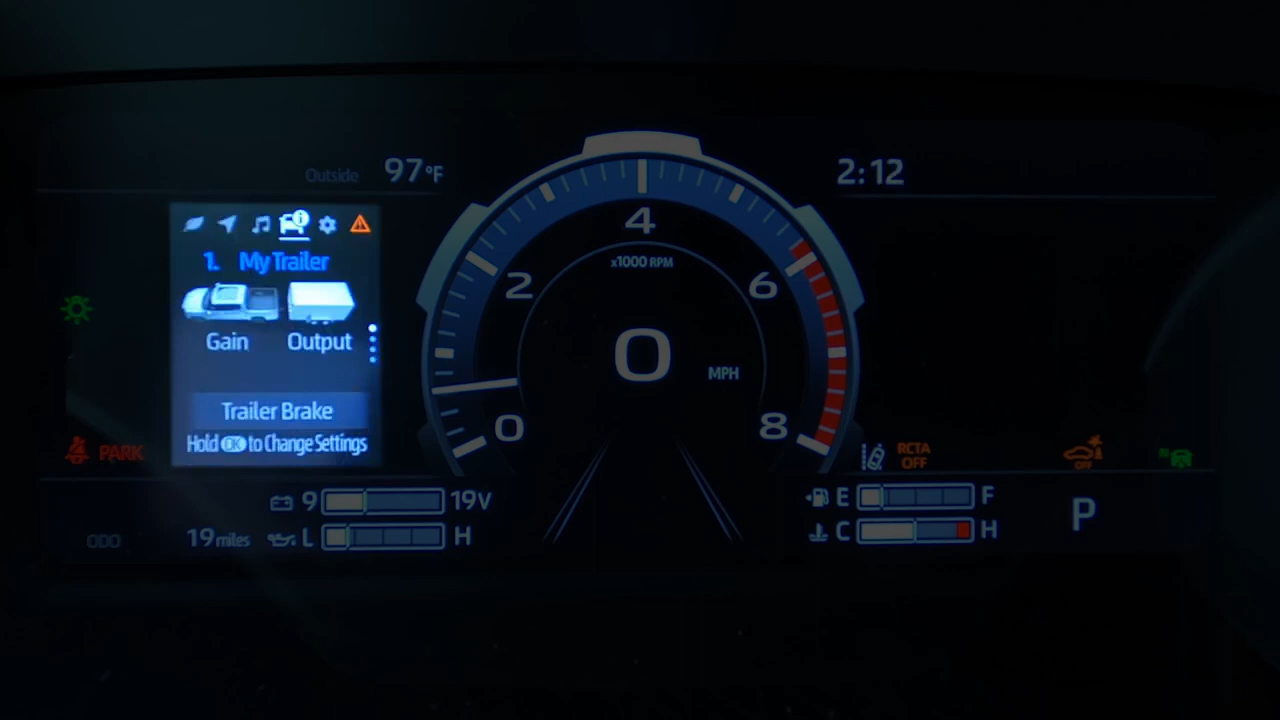 Outside 97°F
2:12
1. My Trailer
Gain Output
Trailer Brake
Hold OK to Change Settings
PARK
0
2
4
6
8
x1000 RPM
0 MPH
RCTA
OFF
OFF
N
9 19V
L H
E F
C H
ODO 19 miles
P